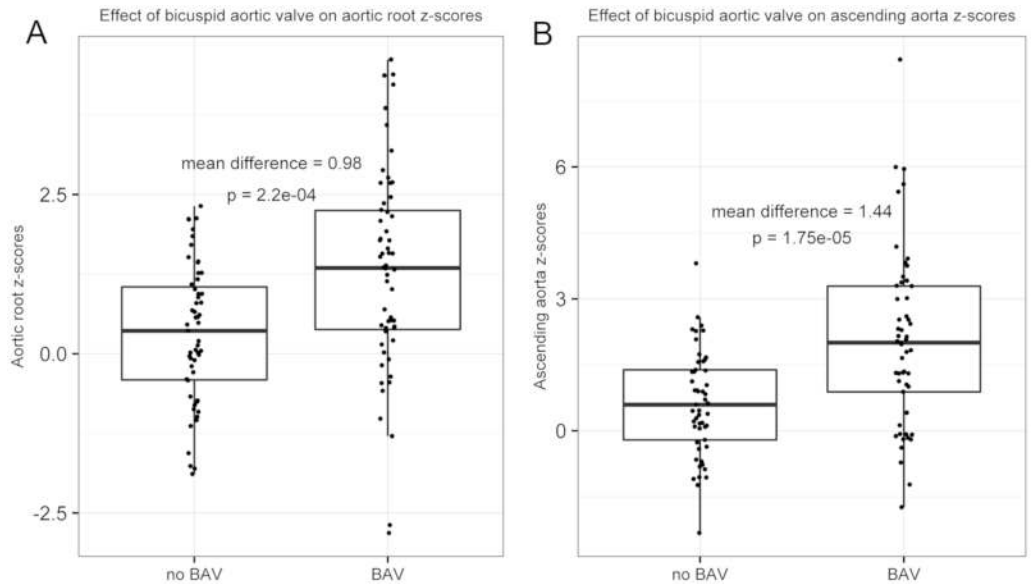 Effect of bicuspid aortic valve on aortic root z-scores
A
mean difference = 0.98
p = 2.2e-04
Aortic root z-scores
2.5
0.0
-2.5
no BAV
BAV
Effect of bicuspid aortic valve on ascending aorta z-scores
B
mean difference = 1.44
p = 1.75e-05
Ascending aorta z-scores
6
3
0
no BAV
BAV